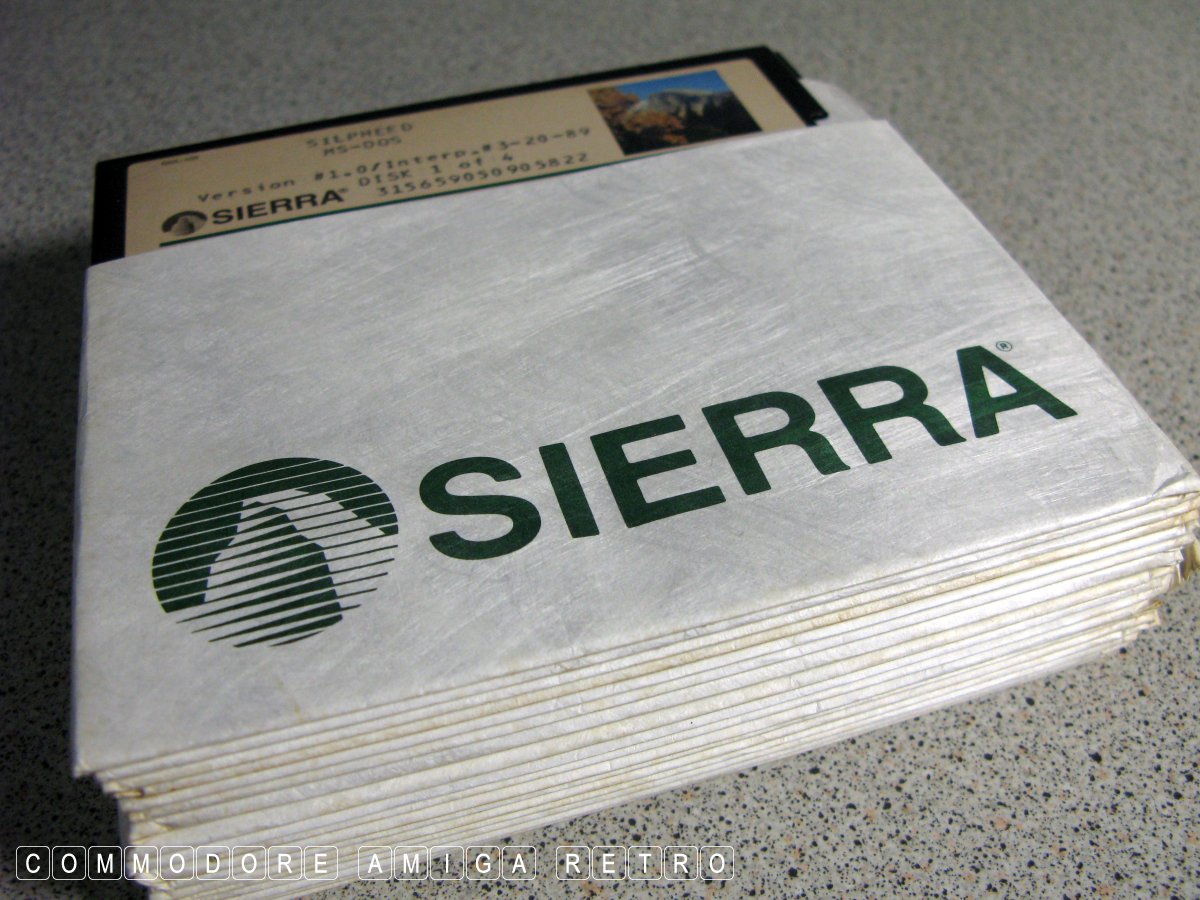 SILPHEED
MS-DOS
Version #1.0/Interp.#3-20-89
DISK 1 of 4
SIERRA® 315659050905822
SIERRA®
COMMODORE AMIGA RETRO